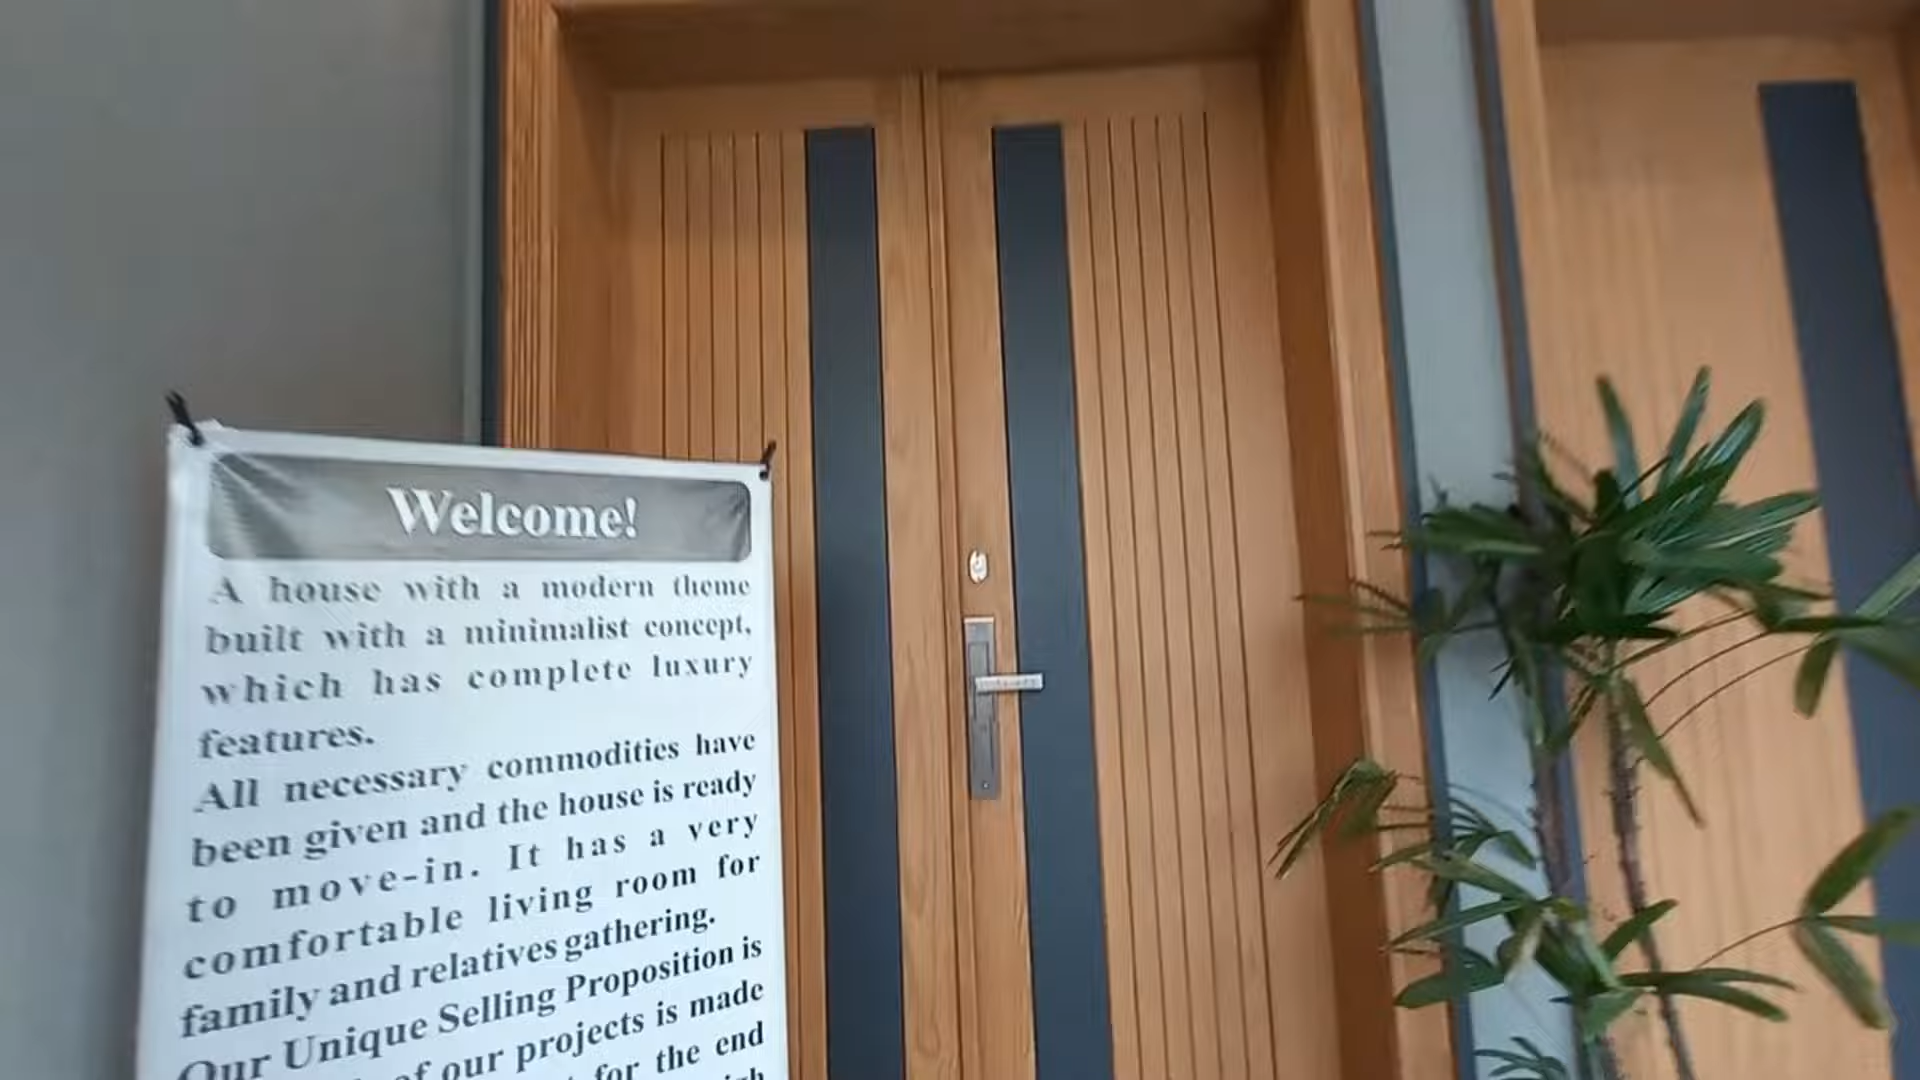 Welcome!
A house with a modern theme
built with a minimalist concept,
which has complete luxury
features.
All necessary commodities have
been given and the house is ready
to move-in. It has a very
comfortable living room for
family and relatives gathering.
Our Unique Selling Proposition is
of our projects is made
for the end